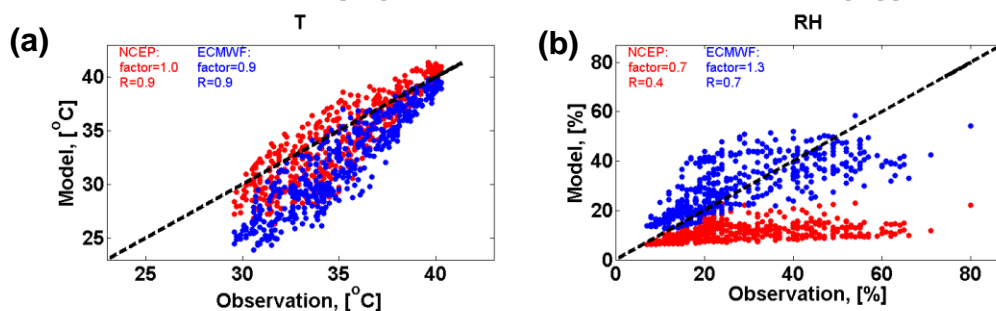 T
(a)
NCEP:
factor=1.0
R=0.9
ECMWF:
factor=0.9
R=0.9
Model, [°C]
40
35
30
25
25
30
35
40
Observation, [°C]
RH
(b)
NCEP:
factor=0.7
R=0.4
ECMWF:
factor=1.3
R=0.7
Model, [%]
80
60
40
20
0
0
20
40
60
80
Observation, [%]